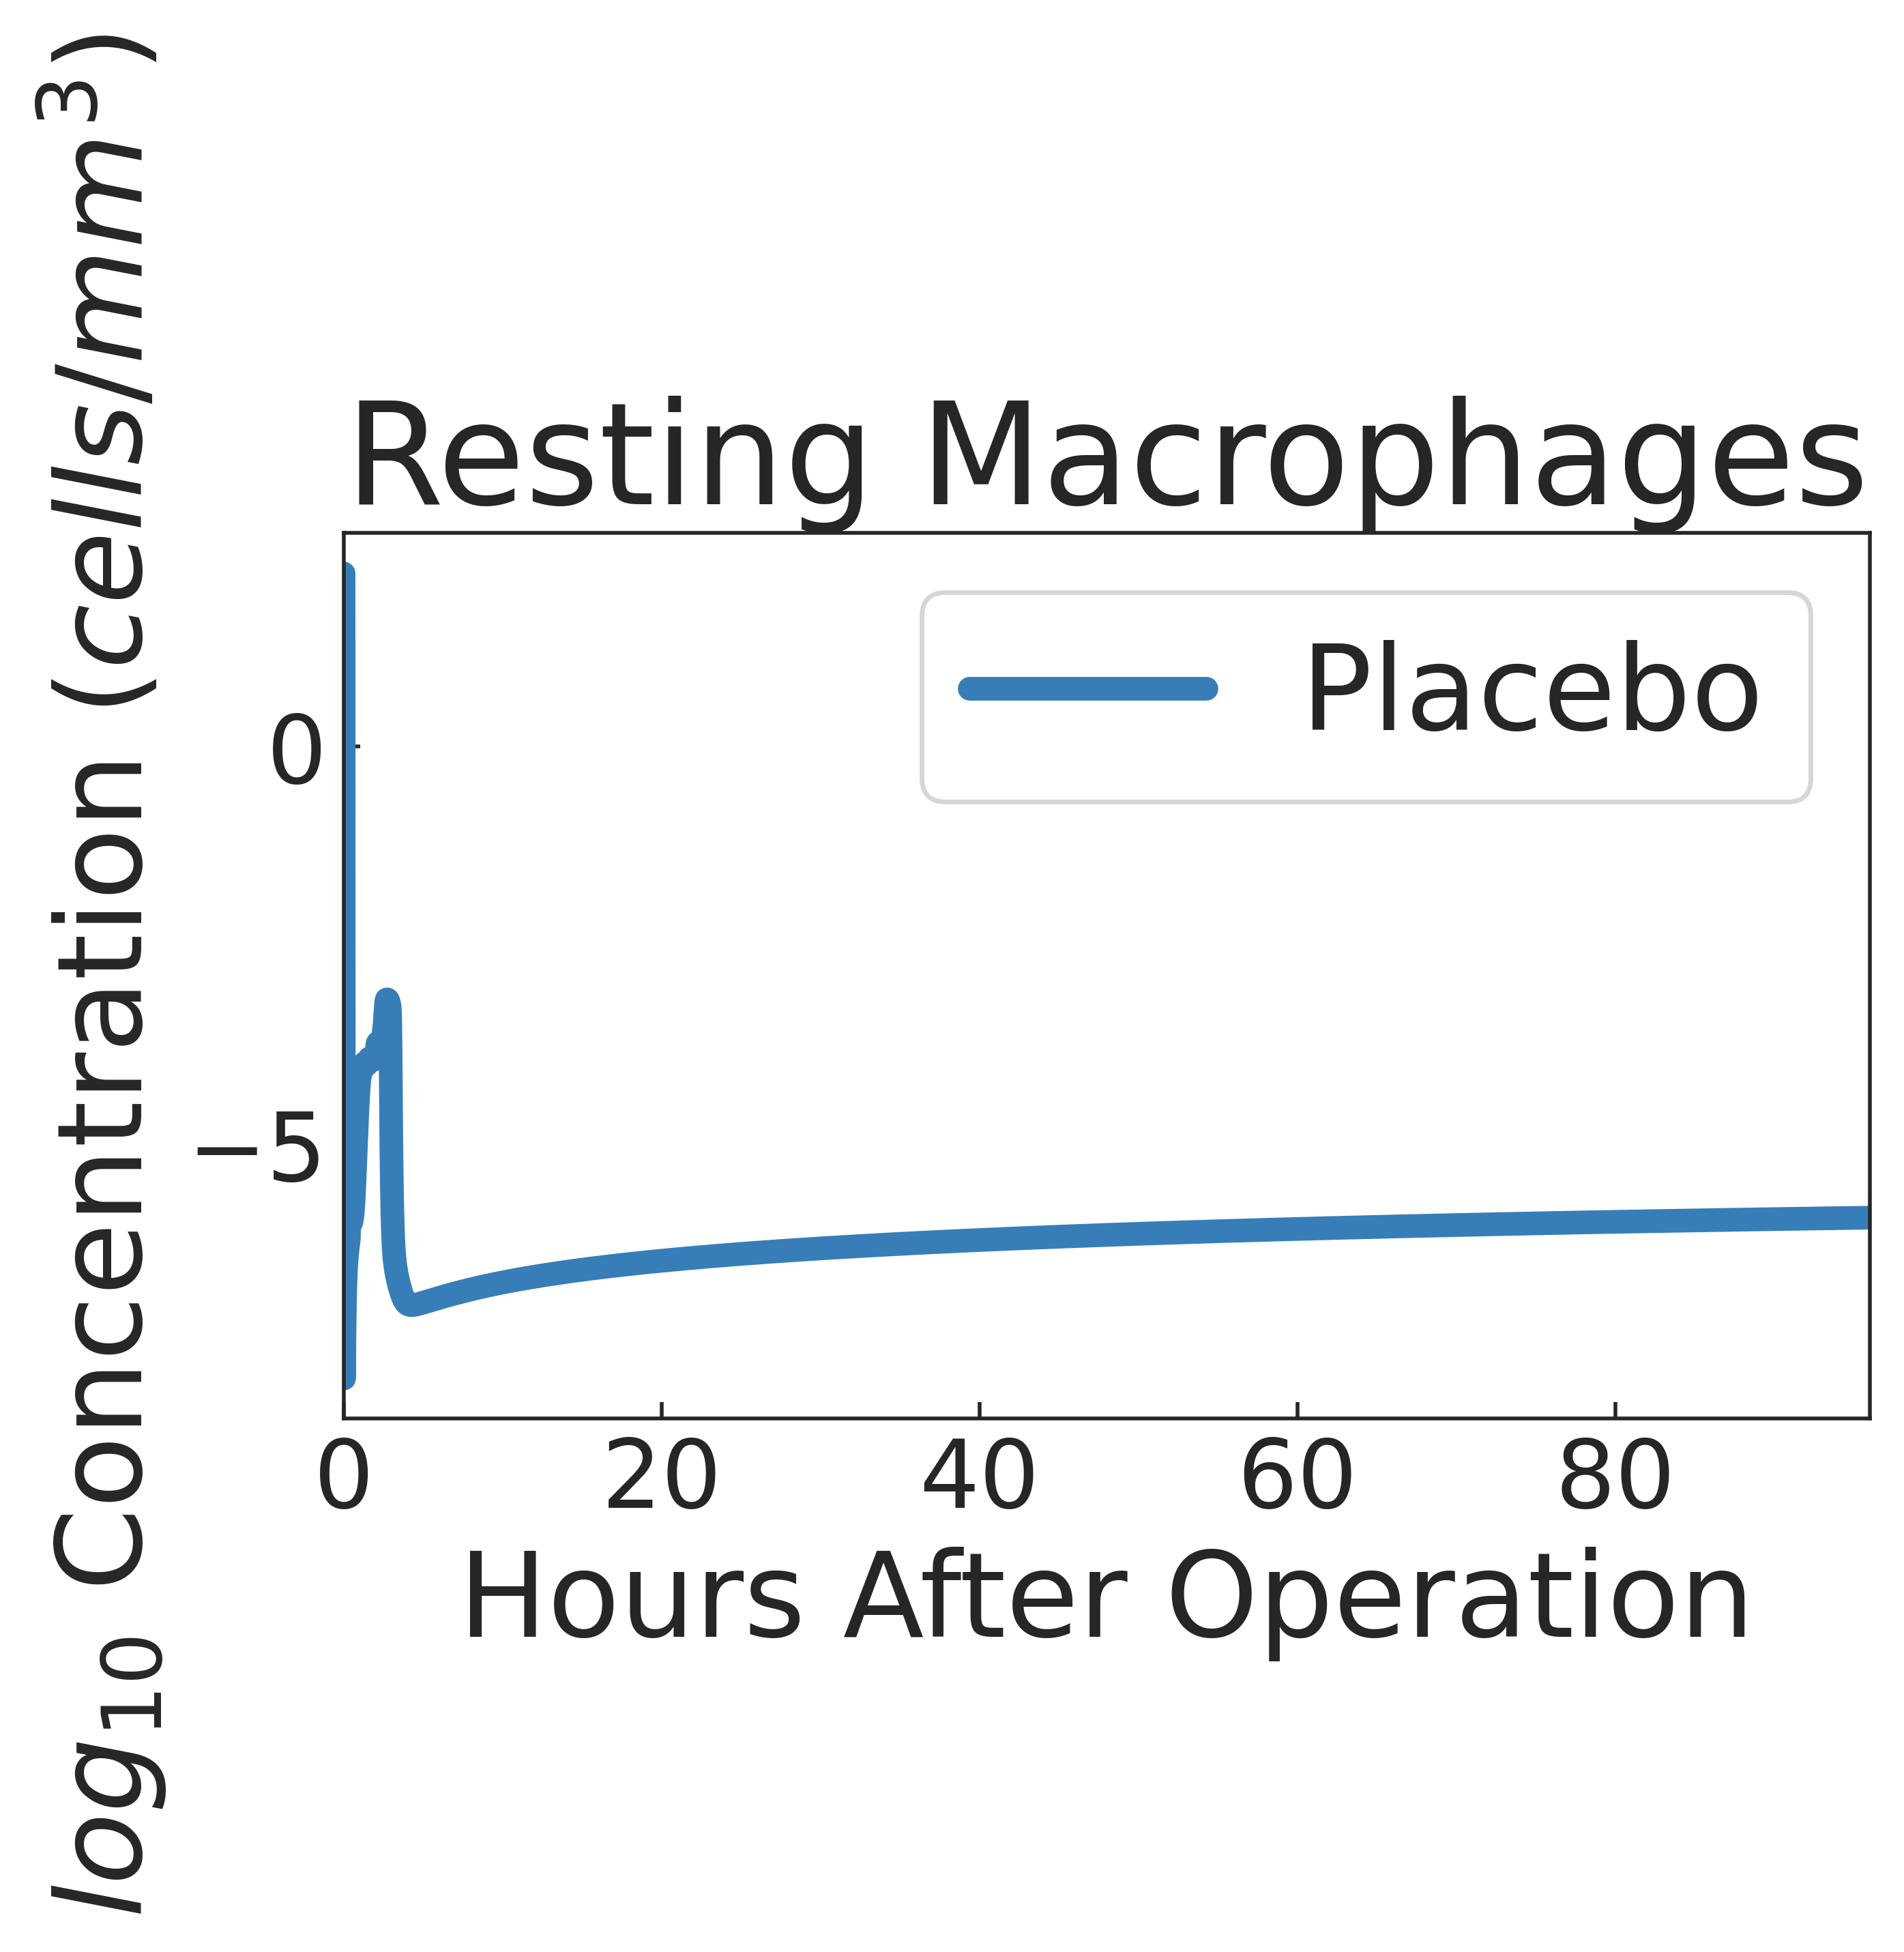 Resting Macrophages
log₁₀ Concentration (cells/mm³)
Placebo
0
−5
0 20 40 60 80
Hours After Operation